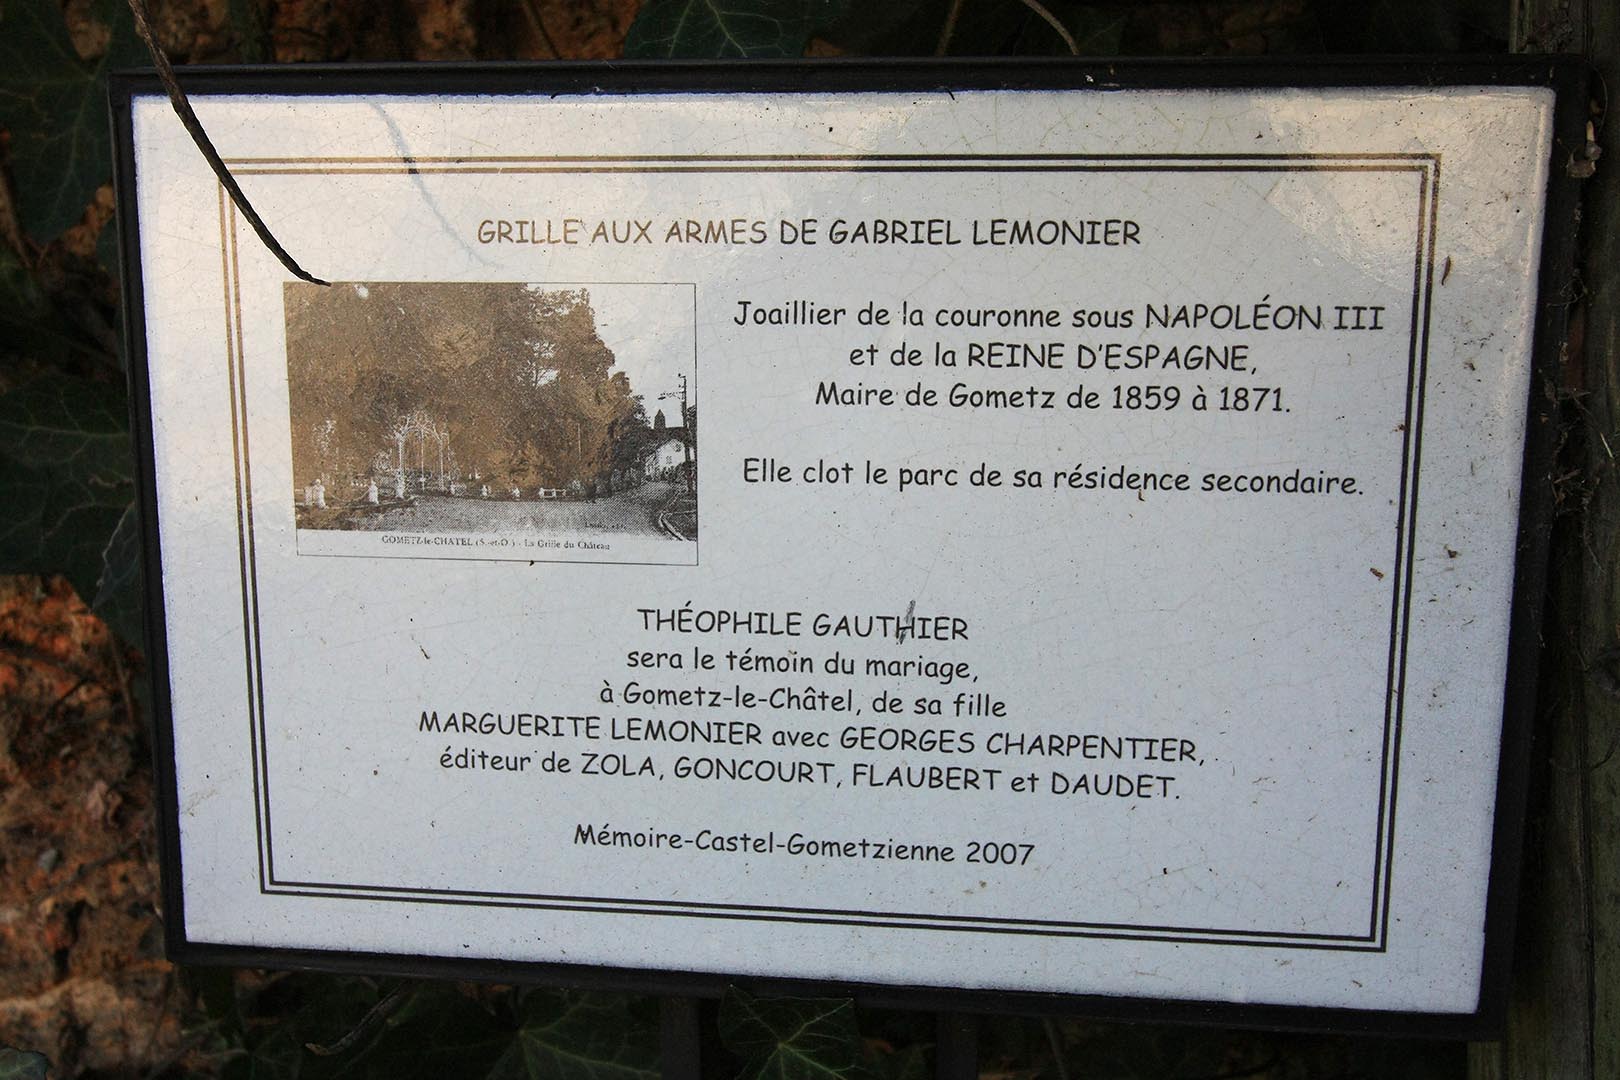 GRILLE AUX ARMES DE GABRIEL LEMONIER
Joaillier de la couronne sous NAPOLÉON III
et de la REINE D'ESPAGNE,
Maire de Gometz de 1859 à 1871.
Elle clot le parc de sa résidence secondaire.
GOMETZ-le-CHATEL (S.-et-O.) - La Grille du Château
THÉOPHILE GAUTHIER
sera le témoin du mariage,
à Gometz-le-Châtel, de sa fille
MARGUERITE LEMONIER avec GEORGES CHARPENTIER,
éditeur de ZOLA, GONCOURT, FLAUBERT et DAUDET.
Mémoire-Castel-Gometzienne 2007